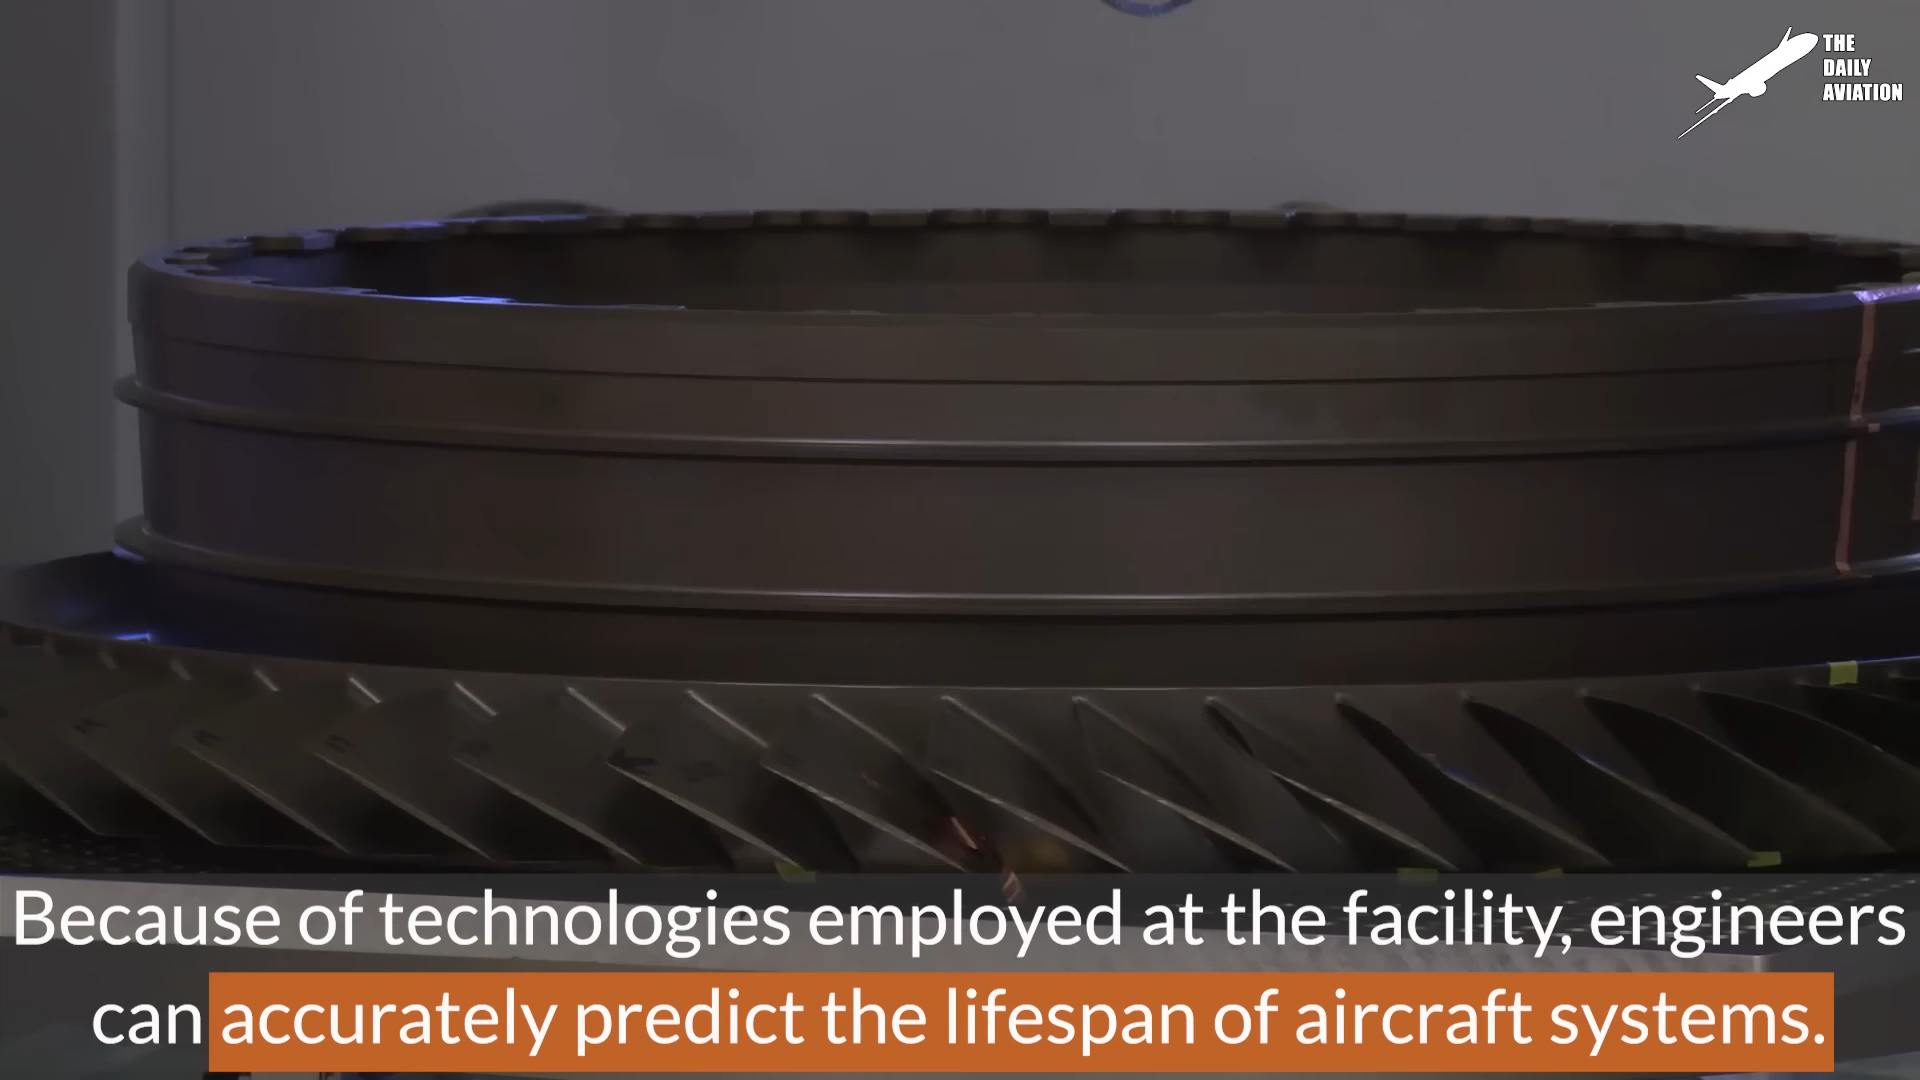 THE
DAILY
AVIATION
Because of technologies employed at the facility, engineers
can accurately predict the lifespan of aircraft systems.